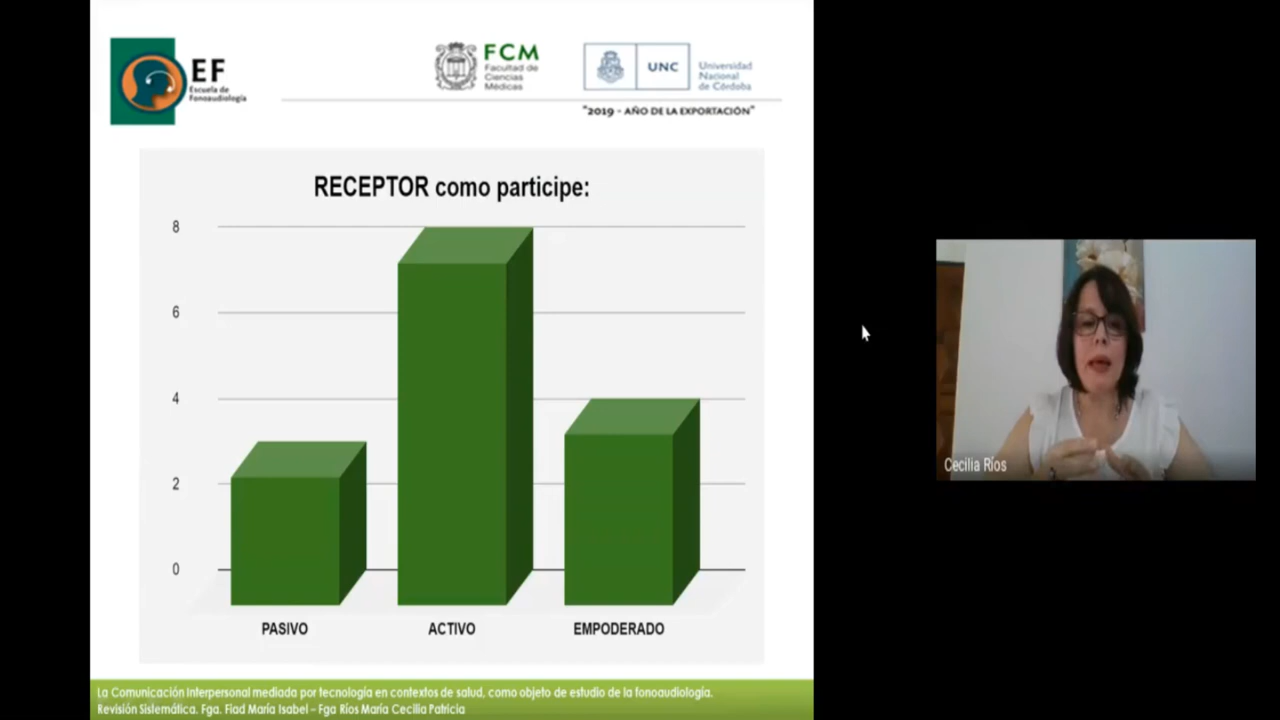 EF
Escuela de
Fonoaudiología
FCM
Facultad de
Ciencias
Médicas
UNC
Universidad
Nacional
de Córdoba
"2019 - AÑO DE LA EXPORTACIÓN"
RECEPTOR como participe:
8
6
4
2
0
PASIVO
ACTIVO
EMPODERADO
Cecilia Ríos
La Comunicación Interpersonal mediada por tecnología en contextos de salud, como objeto de estudio de la fonoaudiología.
Revisión Sistemática. Fga. Fiad María Isabel – Fga Ríos María Cecilia Patricia